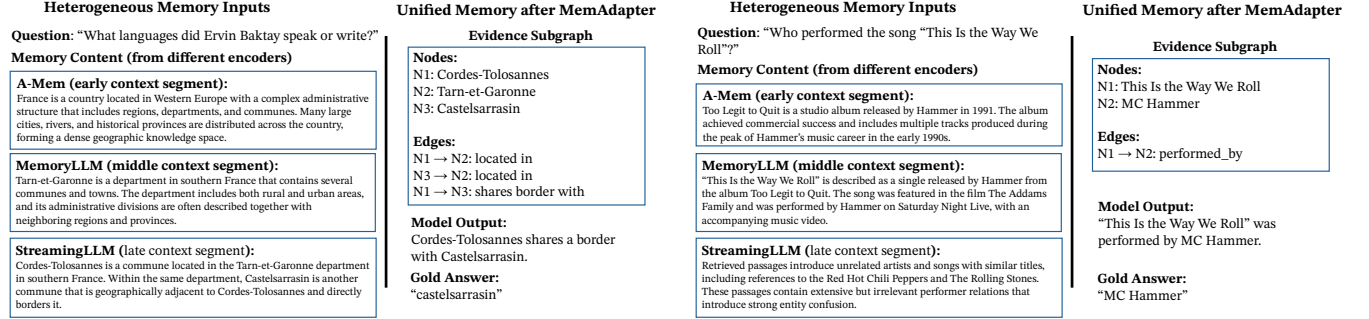 Heterogeneous Memory Inputs
Question: “What languages did Ervin Baktay speak or write?”
Memory Content (from different encoders)
A-Mem (early context segment):
France is a country located in Western Europe with a complex administrative
structure that includes regions, departments, and communes. Many large
cities, rivers, and historical provinces are distributed across the country,
forming a dense geographic knowledge space.
MemoryLLM (middle context segment):
Tarn-et-Garonne is a department in southern France that contains several
communes and towns. The department includes both rural and urban areas,
and its administrative divisions are often described together with
neighboring regions and provinces.
StreamingLLM (late context segment):
Cordes-Tolosannes is a commune located in the Tarn-et-Garonne department
in southern France. Within the same department, Castelsarrasin is another
commune that is geographically adjacent to Cordes-Tolosannes and directly
borders it.
Unified Memory after MemAdapter
Evidence Subgraph
Nodes:
N1: Cordes-Tolosannes
N2: Tarn-et-Garonne
N3: Castelsarrasin
Edges:
N1 → N2: located in
N3 → N2: located in
N1 → N3: shares border with
Model Output:
Cordes-Tolosannes shares a border
with Castelsarrasin.
Gold Answer:
“castelsarrasin”
Heterogeneous Memory Inputs
Question: “Who performed the song “This Is the Way We
Roll”?”
Memory Content (from different encoders)
A-Mem (early context segment):
Too Legit to Quit is a studio album released by Hammer in 1991. The album
achieved commercial success and includes multiple tracks produced during
the peak of Hammer’s music career in the early 1990s.
MemoryLLM (middle context segment):
“This Is the Way We Roll” is described as a single released by Hammer from
the album Too Legit to Quit. The song was featured in the film The Addams
Family and was performed by Hammer on Saturday Night Live, with an
accompanying music video.
StreamingLLM (late context segment):
Retrieved passages introduce unrelated artists and songs with similar titles,
including references to the Red Hot Chili Peppers and The Rolling Stones.
These passages contain extensive but irrelevant performer relations that
introduce strong entity confusion.
Unified Memory after MemAdapter
Evidence Subgraph
Nodes:
N1: This Is the Way We Roll
N2: MC Hammer
Edges:
N1 → N2: performed_by
Model Output:
“This Is the Way We Roll” was
performed by MC Hammer.
Gold Answer:
“MC Hammer”